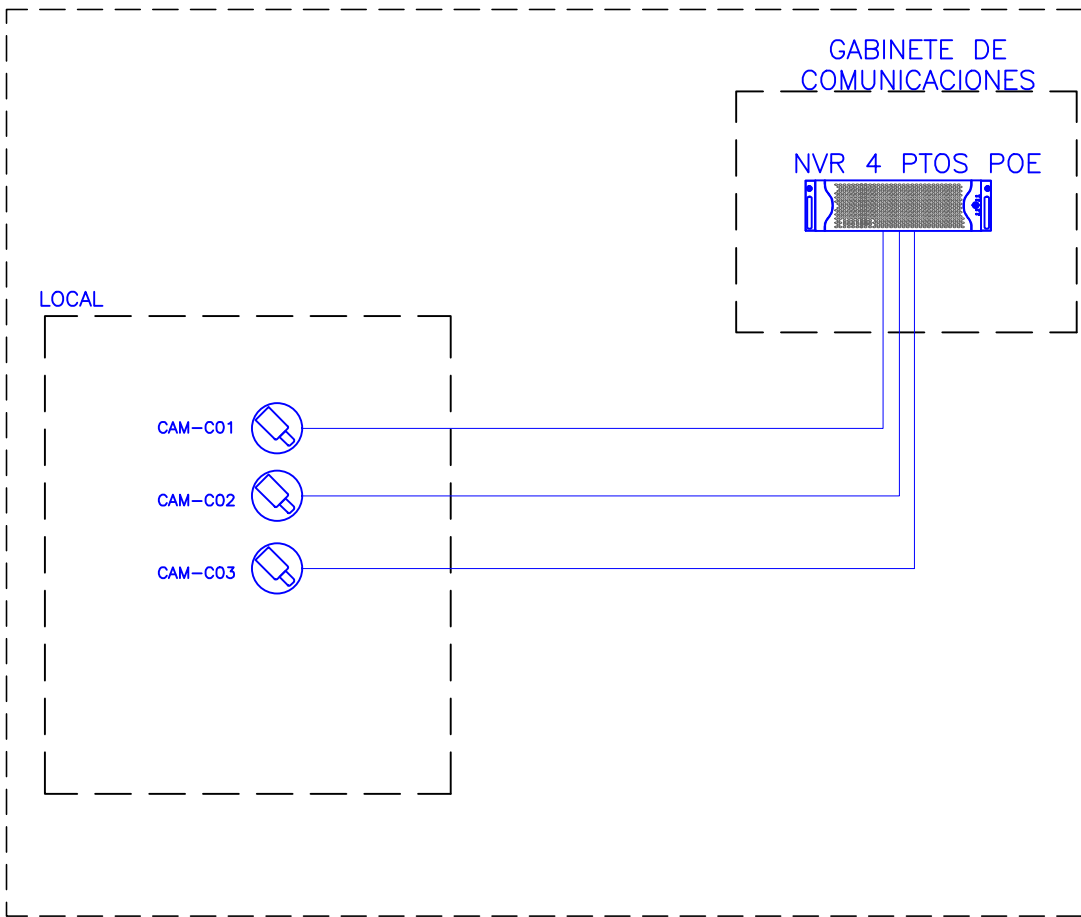 GABINETE DE
COMUNICACIONES
NVR 4 PTOS POE
LOCAL
CAM-C01
CAM-C02
CAM-C03